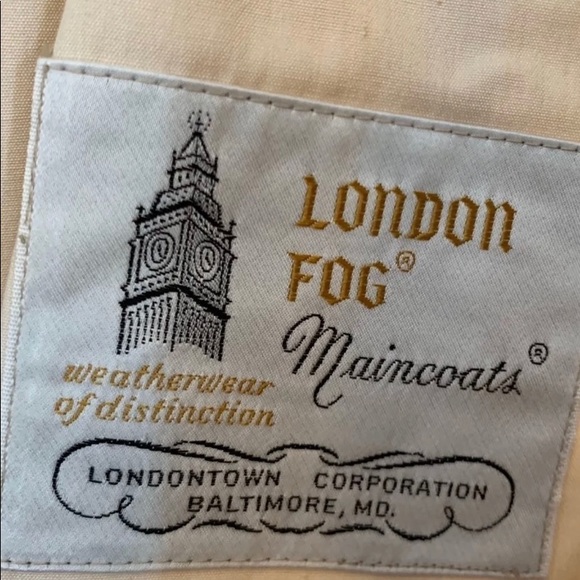 LONDON
FOG®
Maincoats®
weatherwear
of distinction
LONDONTOWN CORPORATION
BALTIMORE, MD.